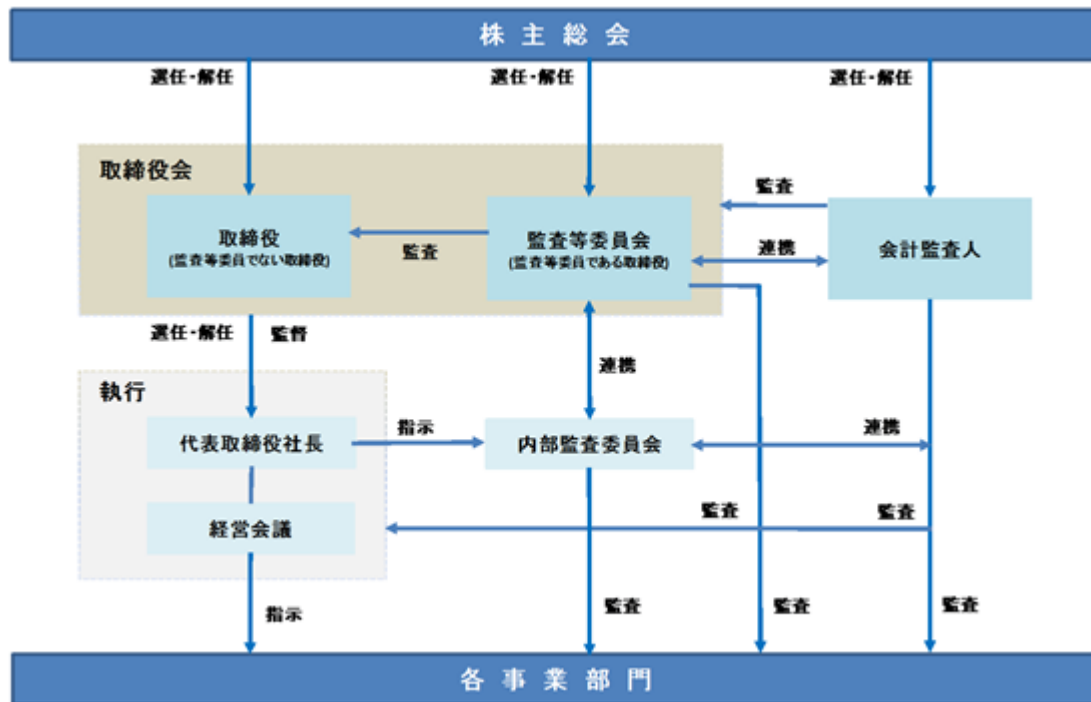 株主総会
選任・解任
選任・解任
選任・解任
取締役会
監査
取締役
(監査等委員でない取締役)
監査
監査等委員会
(監査等委員である取締役)
連携
会計監査人
選任・解任
監督
連携
執行
代表取締役社長
指示
内部監査委員会
連携
経営会議
監査
監査
指示
監査
監査
監査
各事業部門